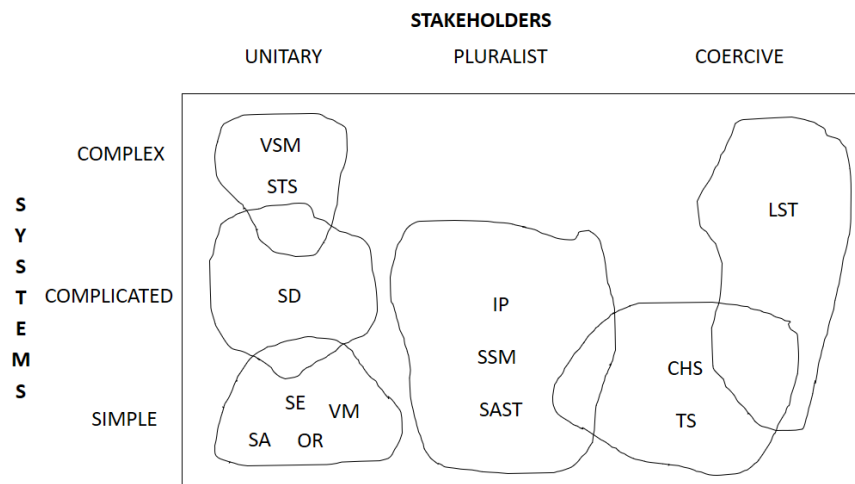 STAKEHOLDERS
UNITARY PLURALIST COERCIVE
SYSTEMS
COMPLEX
VSM
STS
LST
COMPLICATED
SD
IP
SSM
CHS
SAST
TS
SIMPLE
SE
VM
SA OR